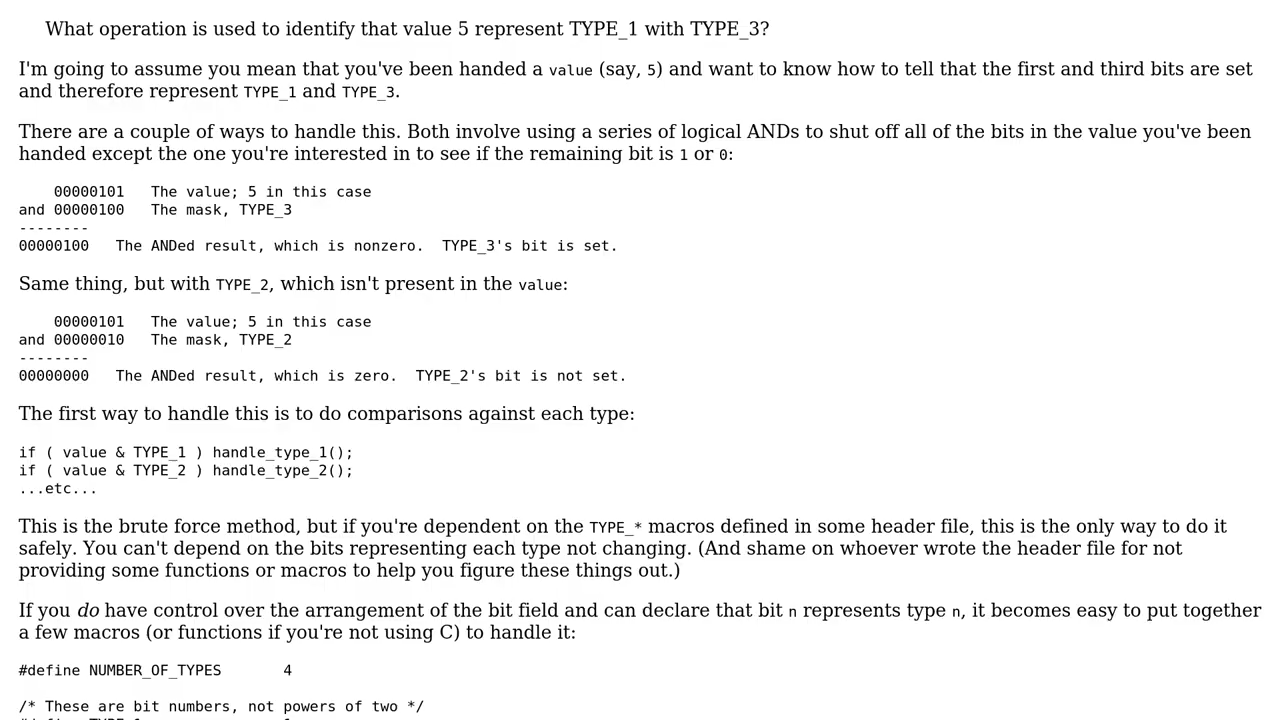 What operation is used to identify that value 5 represent TYPE_1 with TYPE_3?
I'm going to assume you mean that you've been handed a value (say, 5) and want to know how to tell that the first and third bits are set
and therefore represent TYPE_1 and TYPE_3.
There are a couple of ways to handle this. Both involve using a series of logical ANDs to shut off all of the bits in the value you've been
handed except the one you're interested in to see if the remaining bit is 1 or 0:
    00000101   The value; 5 in this case
and 00000100   The mask, TYPE_3
--------
00000100   The ANDed result, which is nonzero.  TYPE_3's bit is set.
Same thing, but with TYPE_2, which isn't present in the value:
    00000101   The value; 5 in this case
and 00000010   The mask, TYPE_2
--------
00000000   The ANDed result, which is zero.  TYPE_2's bit is not set.
The first way to handle this is to do comparisons against each type:
if ( value & TYPE_1 ) handle_type_1();
if ( value & TYPE_2 ) handle_type_2();
...etc...
This is the brute force method, but if you're dependent on the TYPE_* macros defined in some header file, this is the only way to do it
safely. You can't depend on the bits representing each type not changing. (And shame on whoever wrote the header file for not
providing some functions or macros to help you figure these things out.)
If you do have control over the arrangement of the bit field and can declare that bit n represents type n, it becomes easy to put together
a few macros (or functions if you're not using C) to handle it:
#define NUMBER_OF_TYPES       4
/* These are bit numbers, not powers of two */